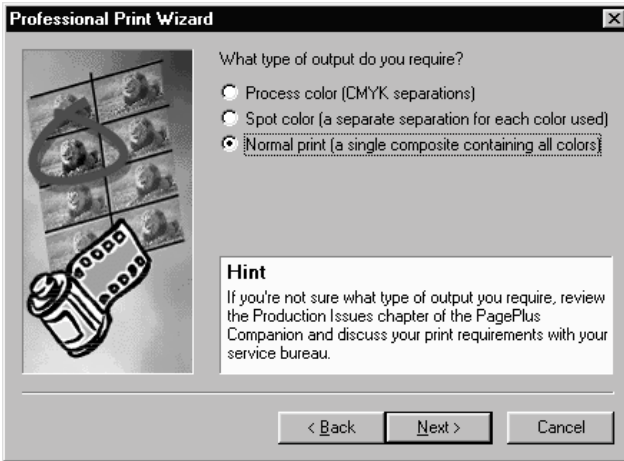 Professional Print Wizard
What type of output do you require?
Process color (CMYK separations)
Spot color (a separate separation for each color used)
Normal print (a single composite containing all colors)
Hint
If you're not sure what type of output you require, review
the Production Issues chapter of the PagePlus
Companion and discuss your print requirements with your
service bureau.
< Back
Next >
Cancel